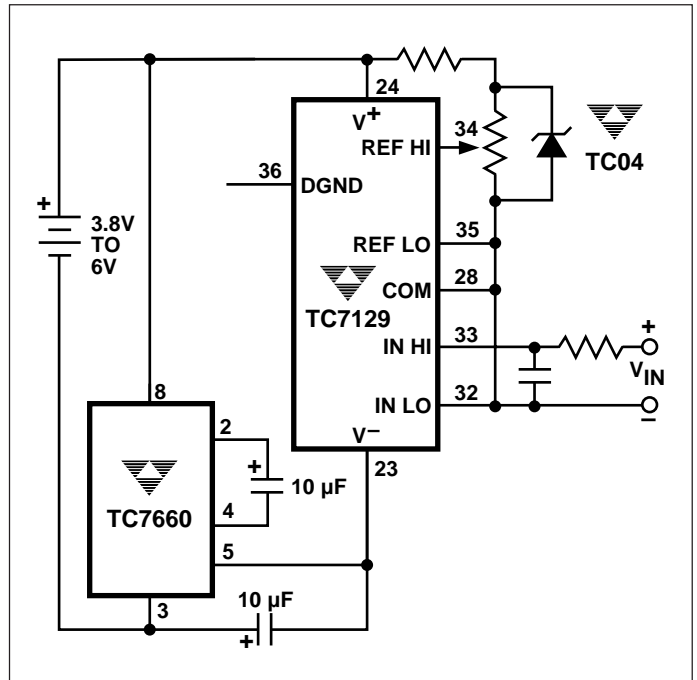 24
V+
34
REF HI
TC04
36
DGND
+
3.8V
TO
6V
REF LO
35
COM
28
TC7129
IN HI
33
+
VIN
IN LO
32
–
V–
23
8
2
+
10 µF
TC7660
4
5
3
10 µF
+